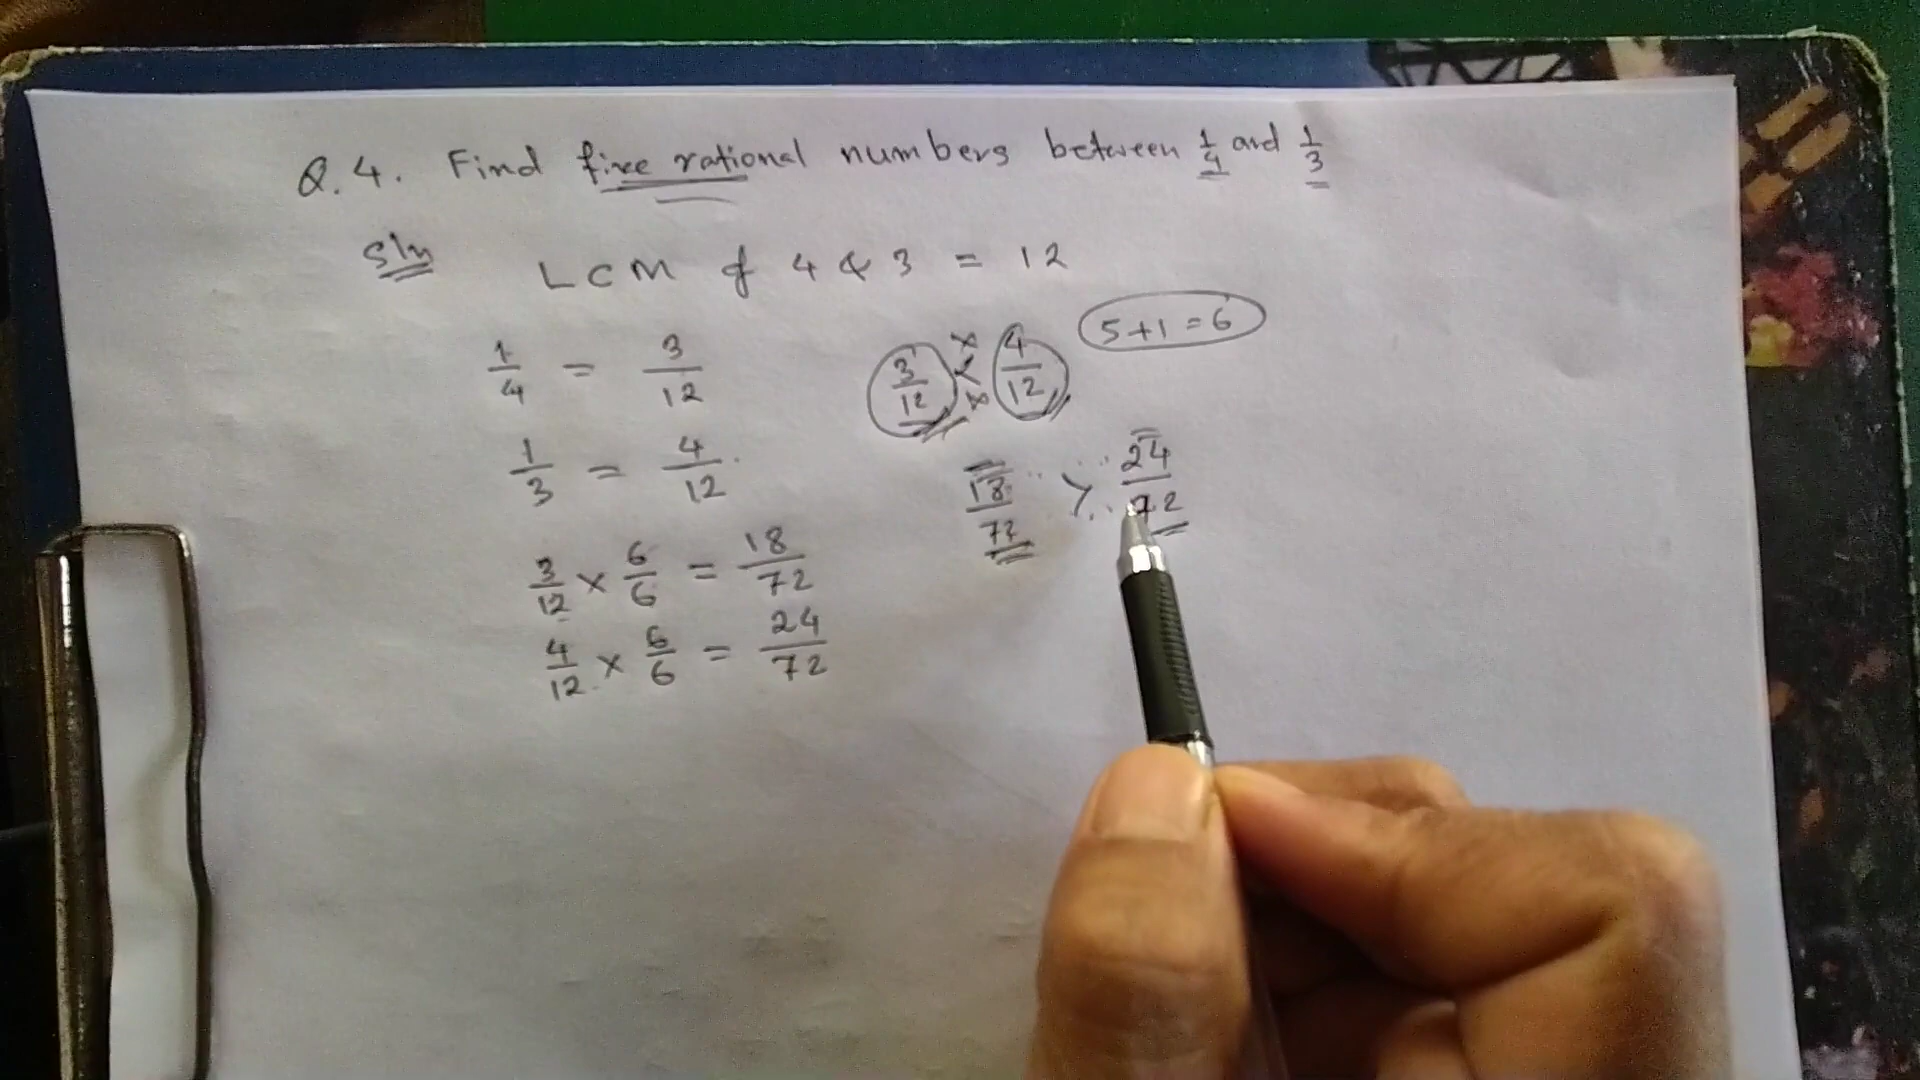 Q.4. Find five rational numbers between 1/4 and 1/3
Sln LCM of 4 & 3 = 12
5+1=6
1/4 = 3/12
3/12 < 4/12
1/3 = 4/12
18/72 > 24/72
3/12 × 6/6 = 18/72
4/12 × 6/6 = 24/72